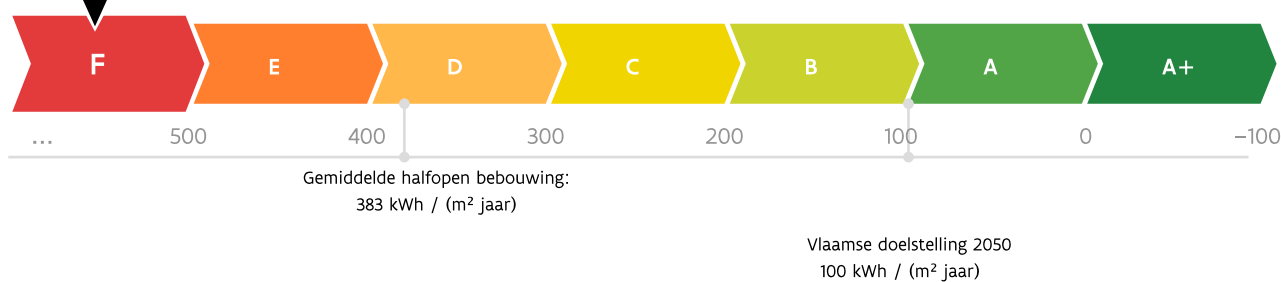 F E D C B A A+
... 500 400 300 200 100 0 −100
Gemiddelde halfopen bebouwing:
383 kWh / (m² jaar)
Vlaamse doelstelling 2050
100 kWh / (m² jaar)